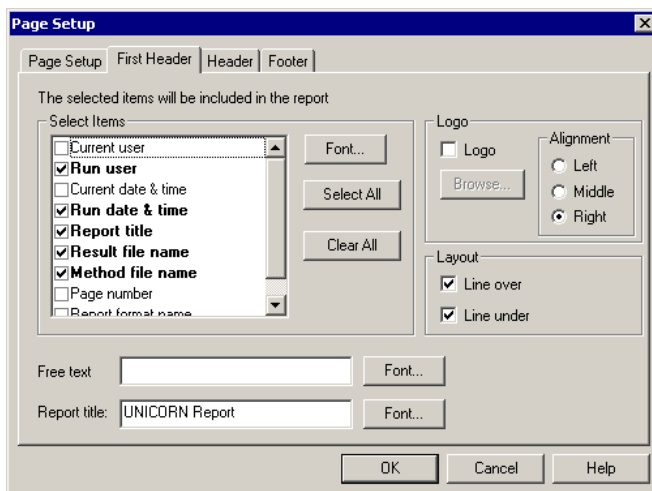 Page Setup
Page Setup First Header Header Footer
The selected items will be included in the report
Select Items
Current user
Run user
Current date & time
Run date & time
Report title
Result file name
Method file name
Page number
Report format name
Font...
Select All
Clear All
Logo
Logo
Browse...
Alignment
Left
Middle
Right
Layout
Line over
Line under
Free text
Font...
Report title: UNICORN Report
Font...
OK Cancel Help